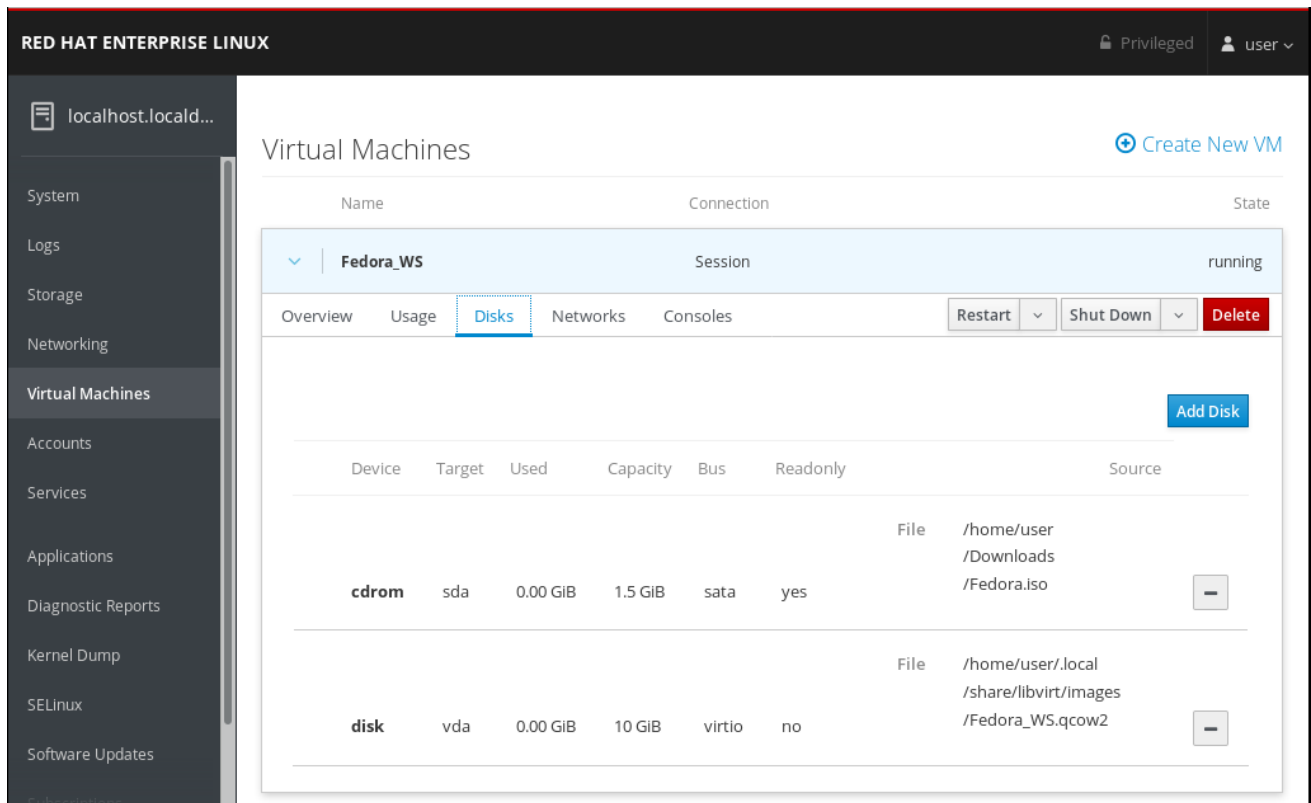 RED HAT ENTERPRISE LINUX
Privileged
user
localhost.locald...
System
Logs
Storage
Networking
Virtual Machines
Accounts
Services
Applications
Diagnostic Reports
Kernel Dump
SELinux
Software Updates
Subscriptions
Virtual Machines
Create New VM
Name Connection State
Fedora_WS Session running
Overview Usage Disks Networks Consoles Restart Shut Down Delete
Add Disk
Device Target Used Capacity Bus Readonly Source
File /home/user
/Downloads
/Fedora.iso
cdrom sda 0.00 GiB 1.5 GiB sata yes
File /home/user/.local
/share/libvirt/images
/Fedora_WS.qcow2
disk vda 0.00 GiB 10 GiB virtio no